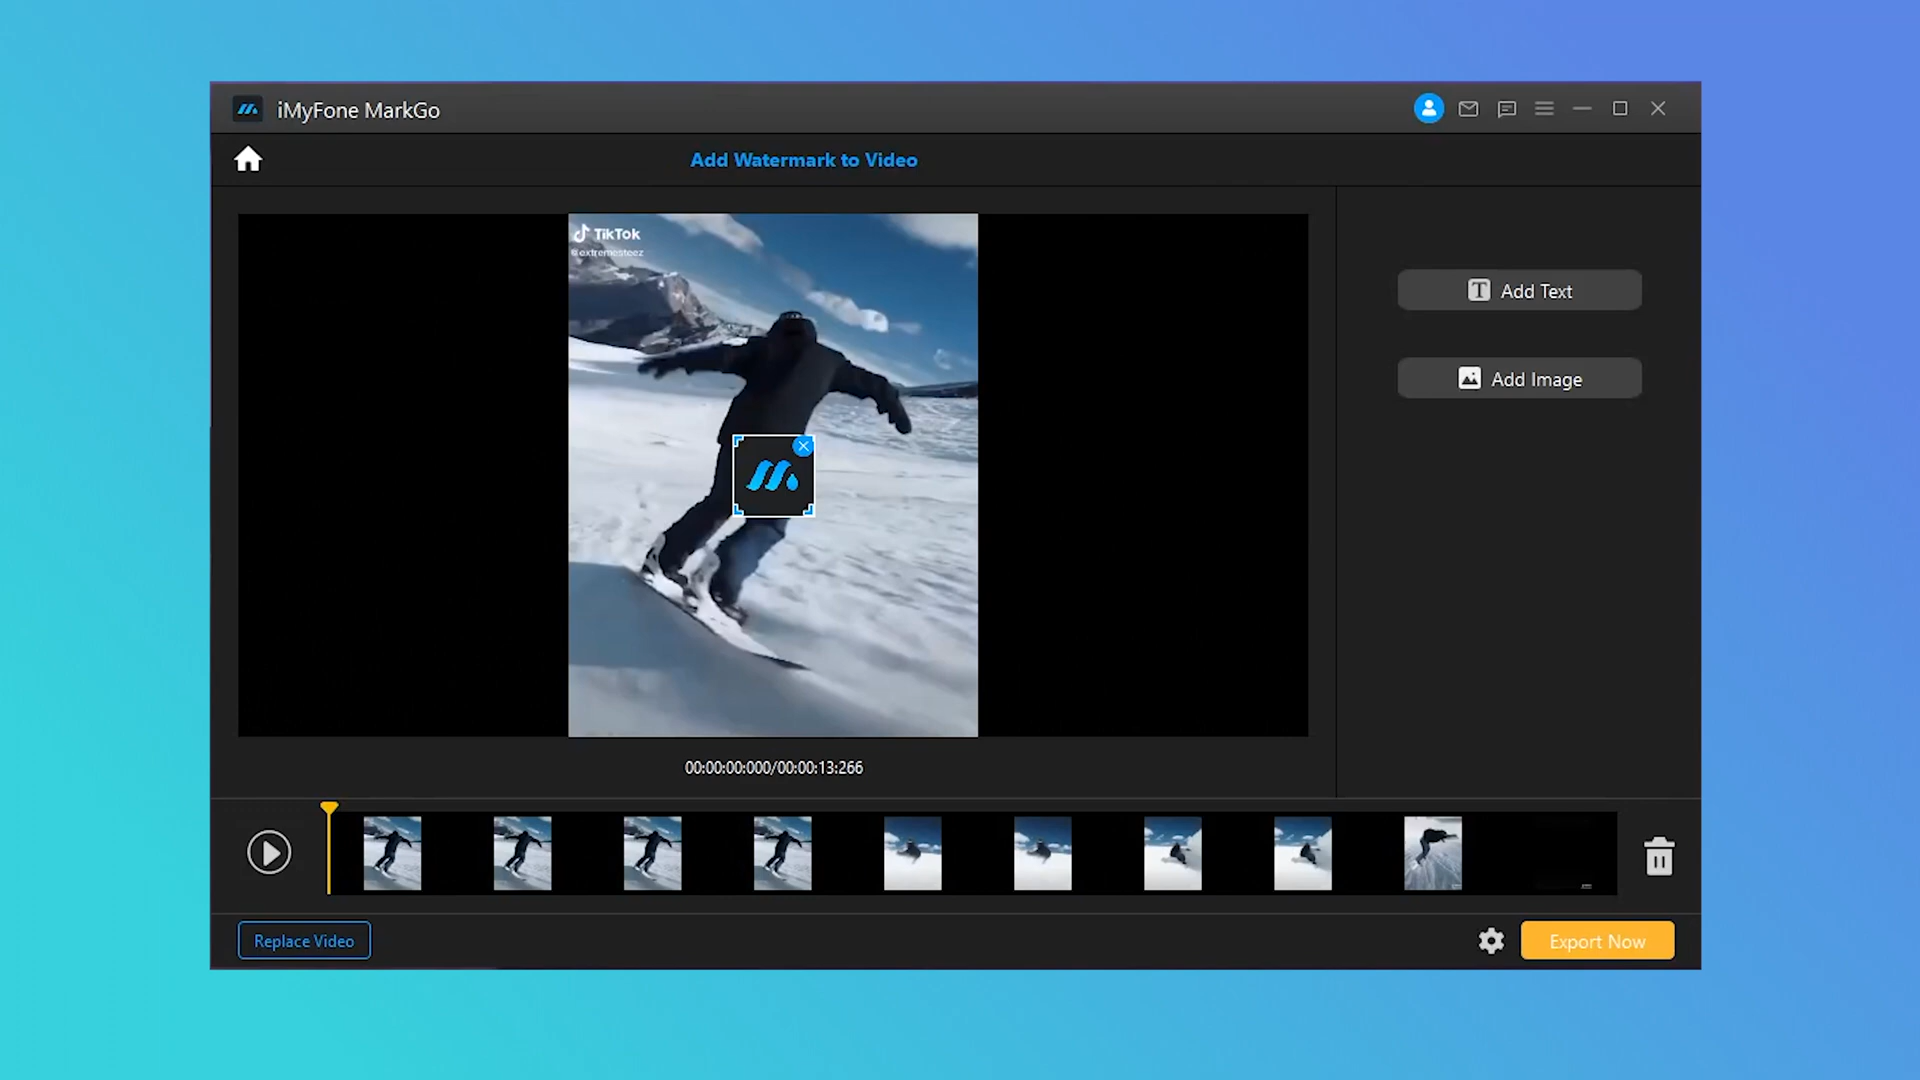 iMyFone MarkGo
Add Watermark to Video
TikTok
@extremesteez
Add Text
Add Image
00:00:00:000/00:00:13:266
Replace Video
Export Now